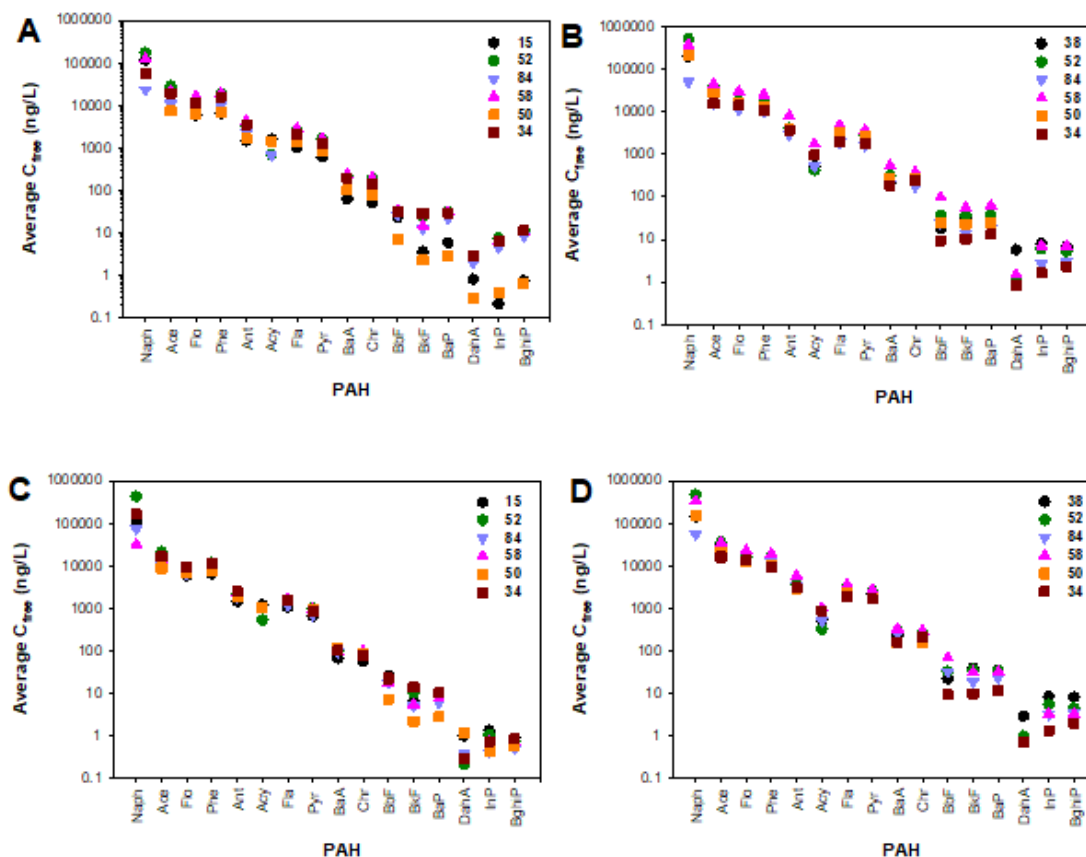 A
Average Cfree (ng/L)
1000000
100000
10000
1000
100
10
1
0.1
15
52
84
58
50
34
Naph
Ace
Flo
Phe
Ant
Acy
Fla
Pyr
BaA
Chr
BbF
BkF
BaP
DahA
InP
BghiP
PAH
B
Average Cfree (ng/L)
1000000
100000
10000
1000
100
10
1
0.1
38
52
84
58
50
34
Naph
Ace
Flo
Phe
Ant
Acy
Fla
Pyr
BaA
Chr
BbF
BkF
BaP
DahA
InP
BghiP
PAH
C
Average Cfree (ng/L)
1000000
100000
10000
1000
100
10
1
0.1
15
52
84
58
50
34
Naph
Ace
Flo
Phe
Ant
Acy
Fla
Pyr
BaA
Chr
BbF
BkF
BaP
DahA
InP
BghiP
PAH
D
Average Cfree (ng/L)
1000000
100000
10000
1000
100
10
1
0.1
38
52
84
58
50
34
Naph
Ace
Flo
Phe
Ant
Acy
Fla
Pyr
BaA
Chr
BbF
BkF
BaP
DahA
InP
BghiP
PAH